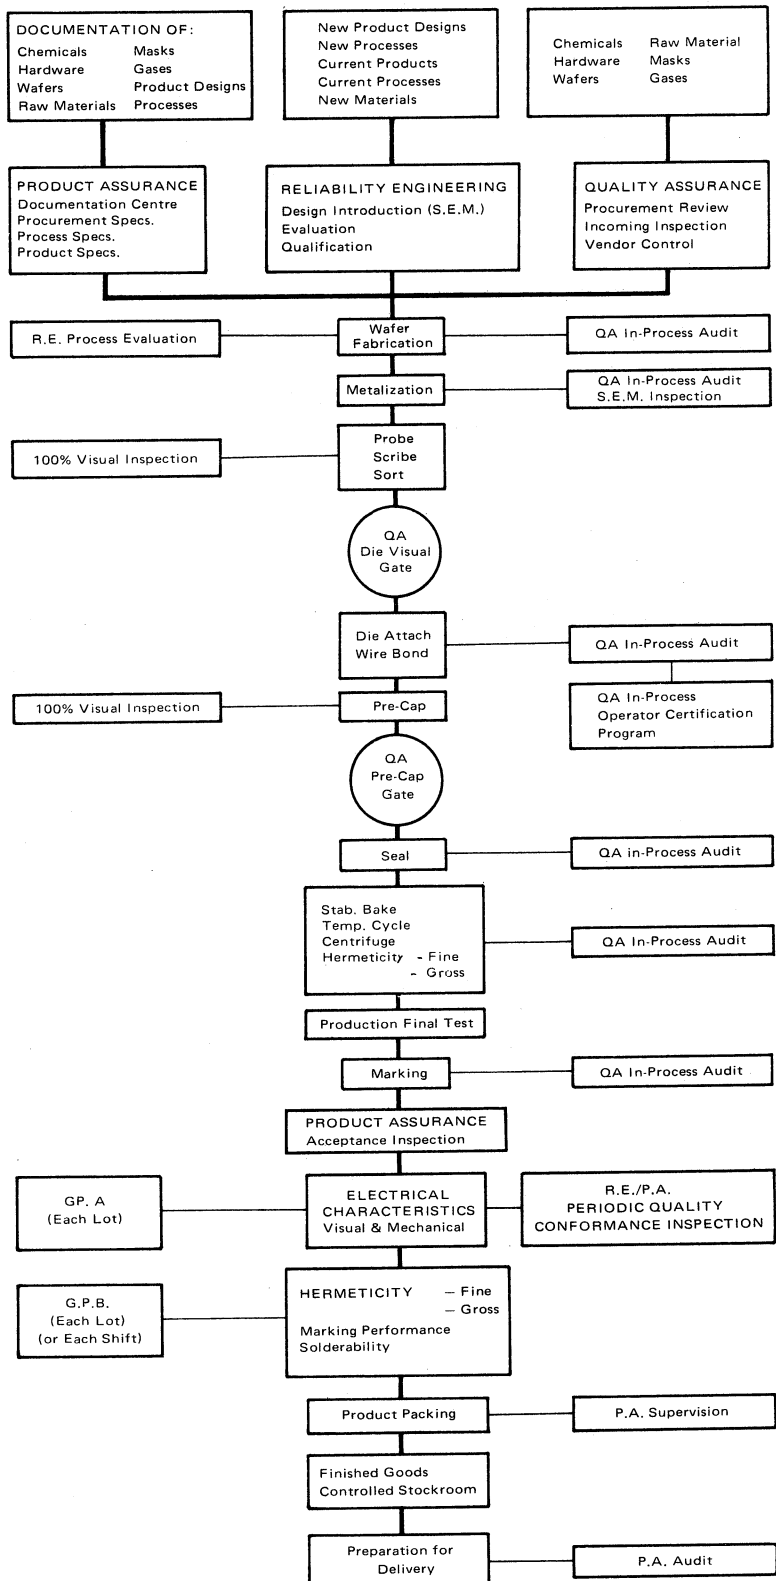 DOCUMENTATION OF:
Chemicals Masks
Hardware Gases
Wafers Product Designs
Raw Materials Processes
New Product Designs
New Processes
Current Products
Current Processes
New Materials
Chemicals Raw Material
Hardware Masks
Wafers Gases
PRODUCT ASSURANCE
Documentation Centre
Procurement Specs.
Process Specs.
Product Specs.
RELIABILITY ENGINEERING
Design Introduction (S.E.M.)
Evaluation
Qualification
QUALITY ASSURANCE
Procurement Review
Incoming Inspection
Vendor Control
R.E. Process Evaluation
Wafer
Fabrication
QA In-Process Audit
Metalization
QA In-Process Audit
S.E.M. Inspection
100% Visual Inspection
Probe
Scribe
Sort
QA
Die Visual
Gate
Die Attach
Wire Bond
QA In-Process Audit
100% Visual Inspection
Pre-Cap
QA In-Process
Operator Certification
Program
QA
Pre-Cap
Gate
Seal
QA in-Process Audit
Stab. Bake
Temp. Cycle
Centrifuge
Hermeticity - Fine
- Gross
QA In-Process Audit
Production Final Test
Marking
QA In-Process Audit
PRODUCT ASSURANCE
Acceptance Inspection
GP. A
(Each Lot)
ELECTRICAL
CHARACTERISTICS
Visual & Mechanical
R.E./P.A.
PERIODIC QUALITY
CONFORMANCE INSPECTION
G.P.B.
(Each Lot)
(or Each Shift)
HERMETICITY — Fine
— Gross
Marking Performance
Solderability
Product Packing
P.A. Supervision
Finished Goods
Controlled Stockroom
Preparation for
Delivery
P.A. Audit